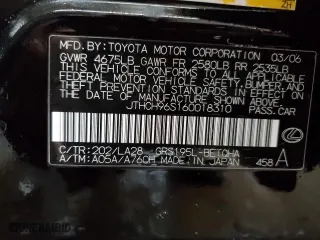 ZH
MFD. BY: TOYOTA MOTOR CORPORATION 03/06
GVWR 4675LB GAWR FR 2580LB RR 2535LB
THIS VEHICLE CONFORMS TO ALL APPLICABLE
FEDERAL MOTOR VEHICLE SAFETY, BUMPER, AND
THEFT PREVENTION STANDARDS IN EFFECT ON
THE DATE OF MANUFACTURE SHOWN ABOVE.
JTHCH96S160018310 PASS. CAR
C/TR: 202/LA28 GRS195L-BETQHA
A/TM: A05A/A760H MADE IN JAPAN 458 A
AUTOBIDMASTER